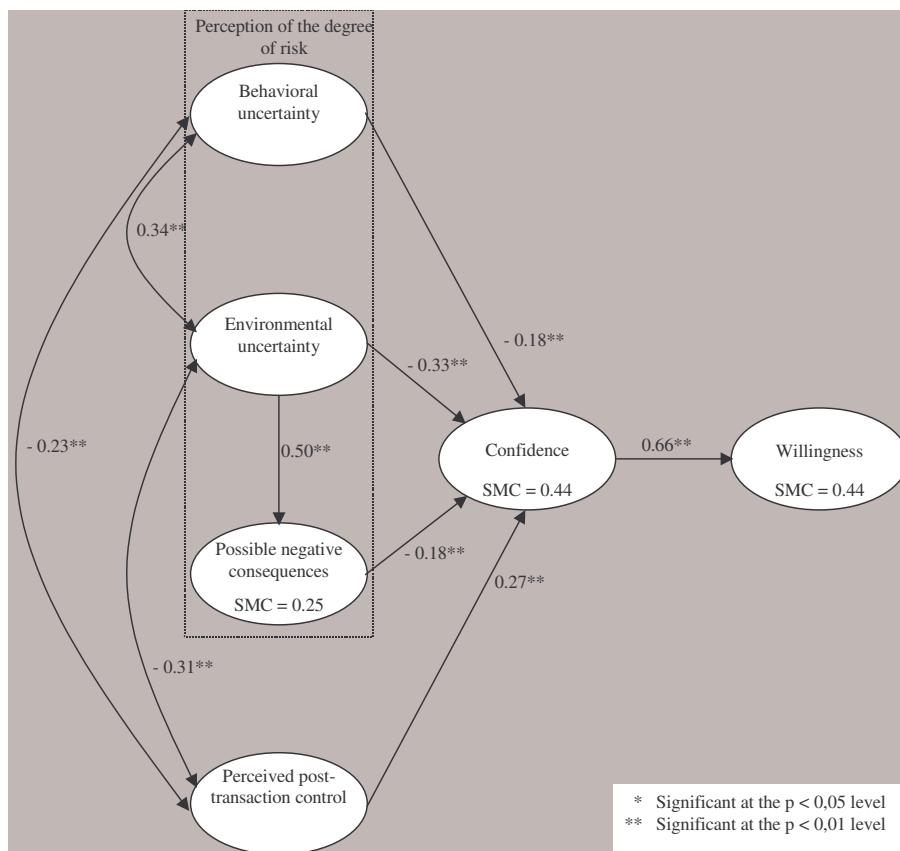 Perception of the degree
of risk
Behavioral
uncertainty
0.34**
Environmental
uncertainty
- 0.18**
- 0.33**
- 0.23**
0.50**
Confidence
SMC = 0.44
0.66**
Willingness
SMC = 0.44
Possible negative
consequences
SMC = 0.25
- 0.18**
0.27**
- 0.31**
Perceived post-
transaction control
* Significant at the p < 0,05 level
** Significant at the p < 0,01 level